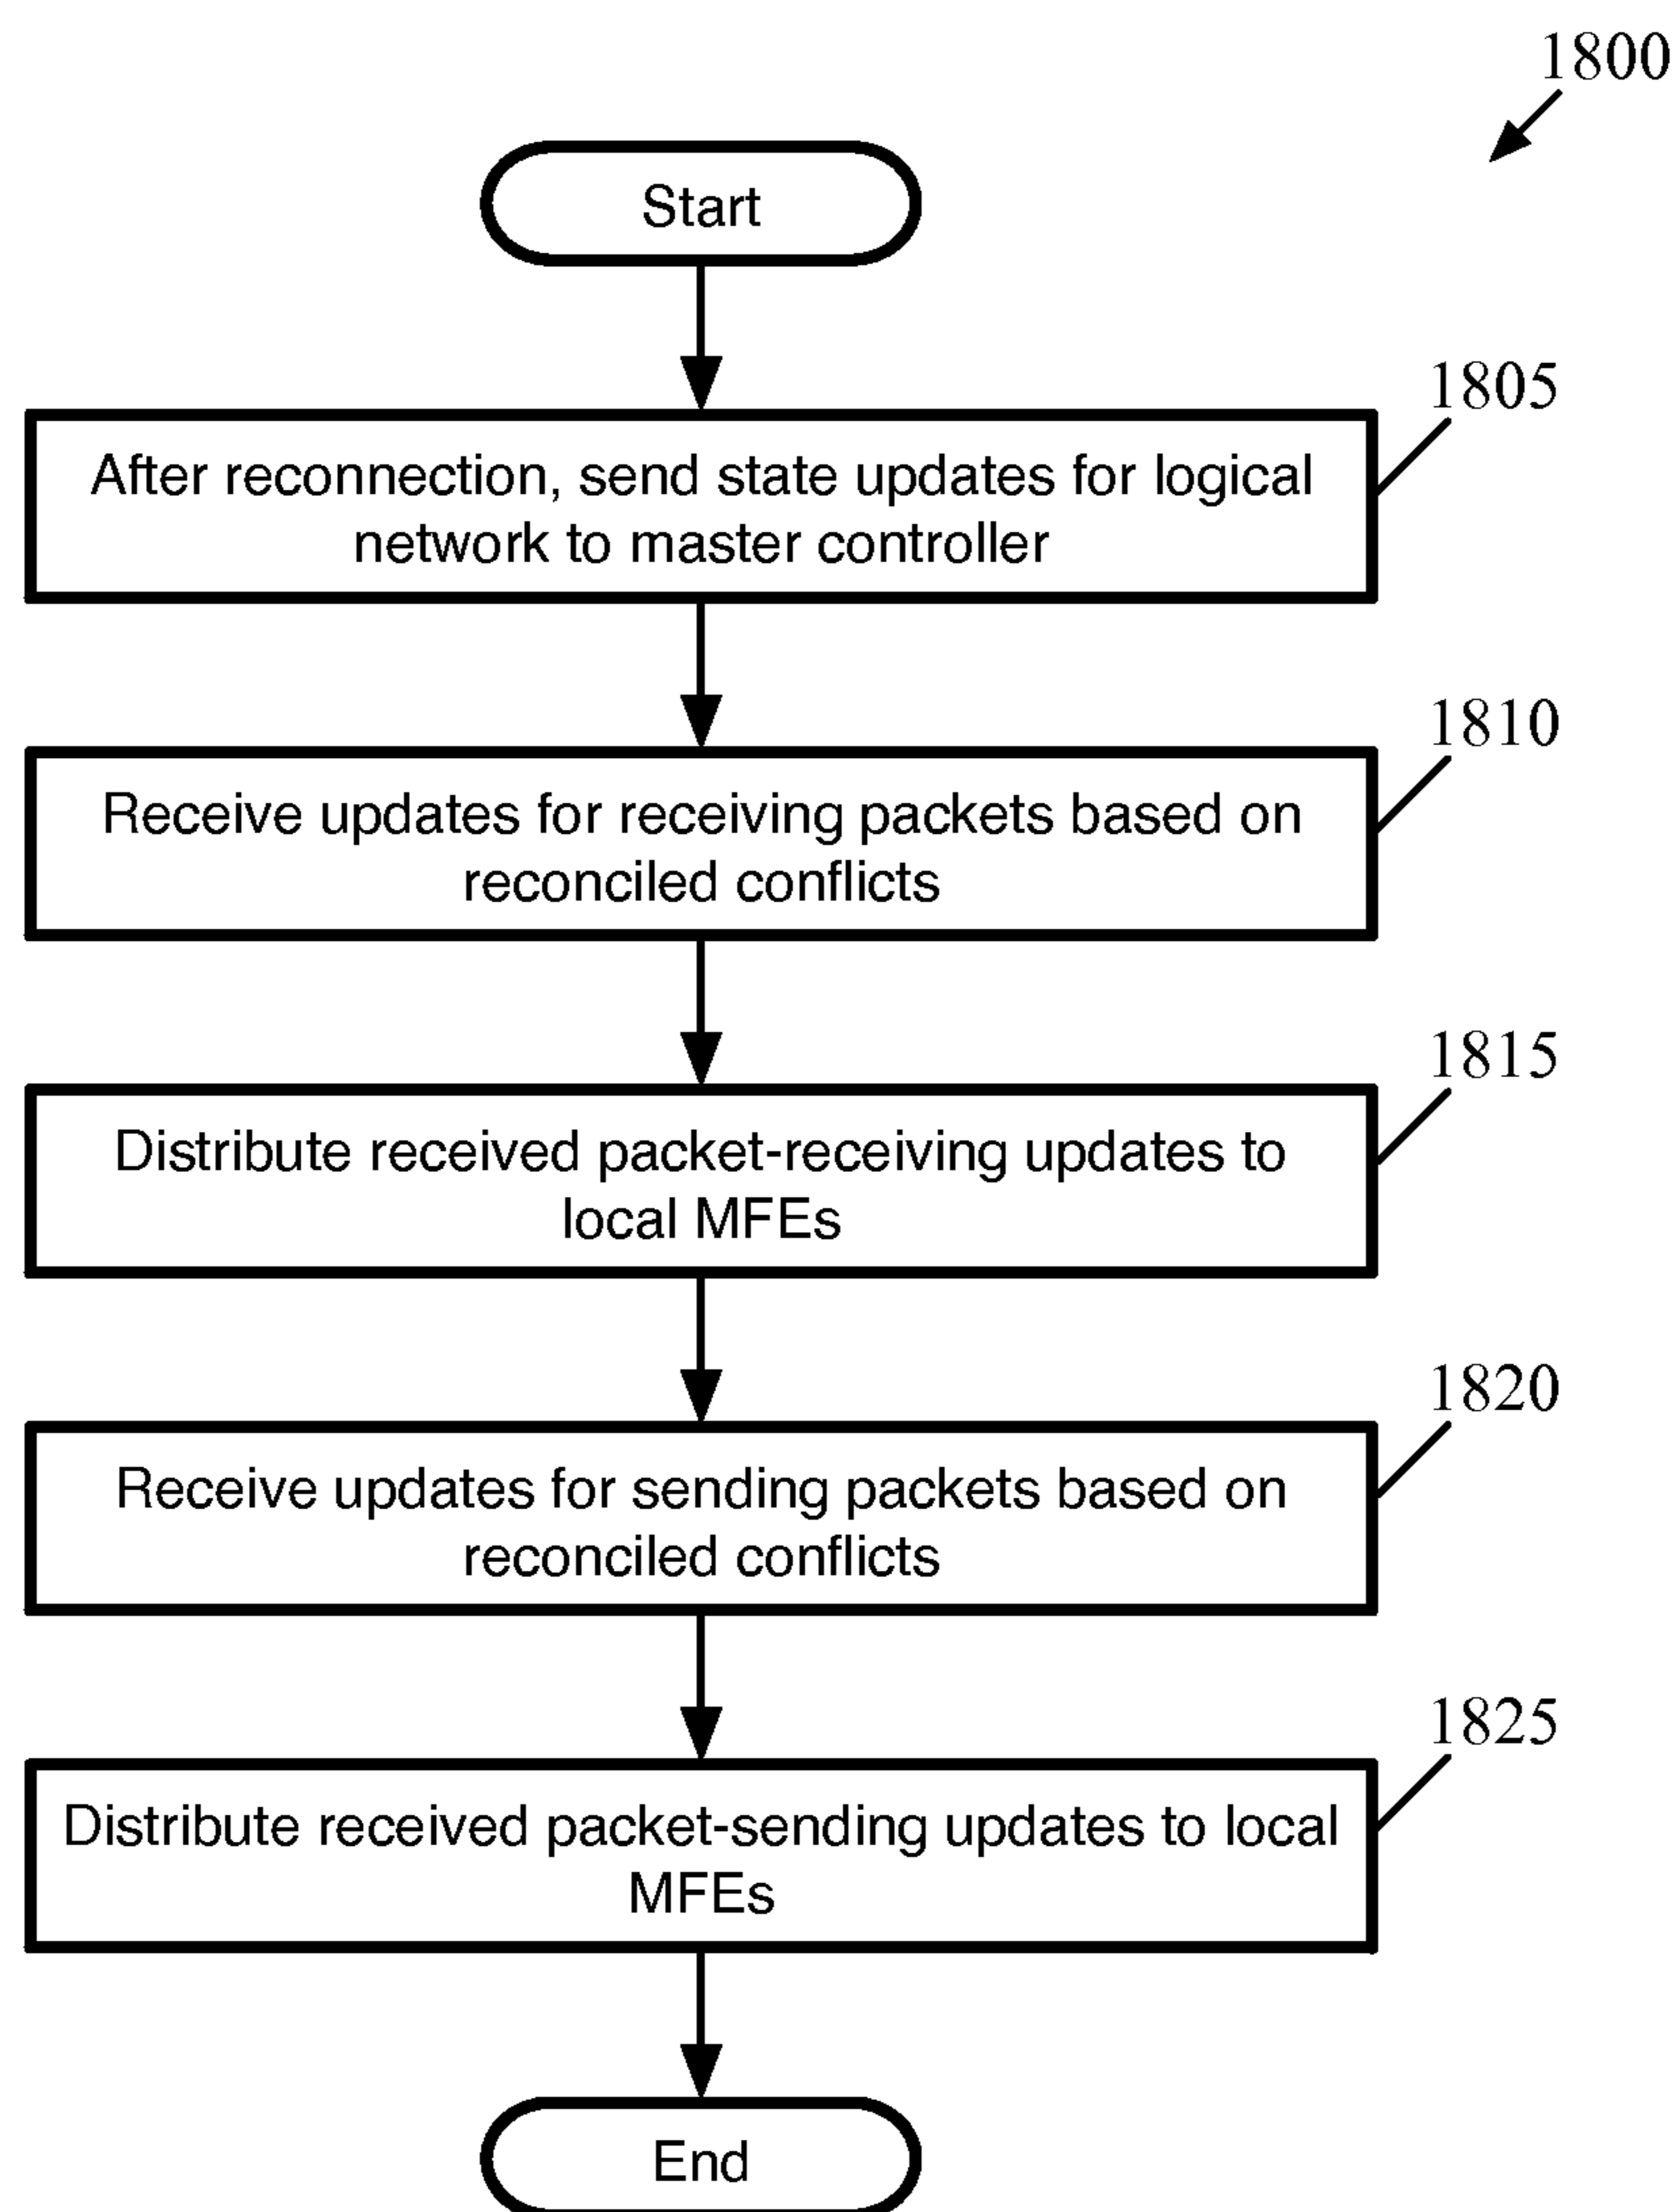 1800
Start
1805
After reconnection, send state updates for logical
network to master controller
1810
Receive updates for receiving packets based on
reconciled conflicts
1815
Distribute received packet-receiving updates to
local MFEs
1820
Receive updates for sending packets based on
reconciled conflicts
1825
Distribute received packet-sending updates to local
MFEs
End